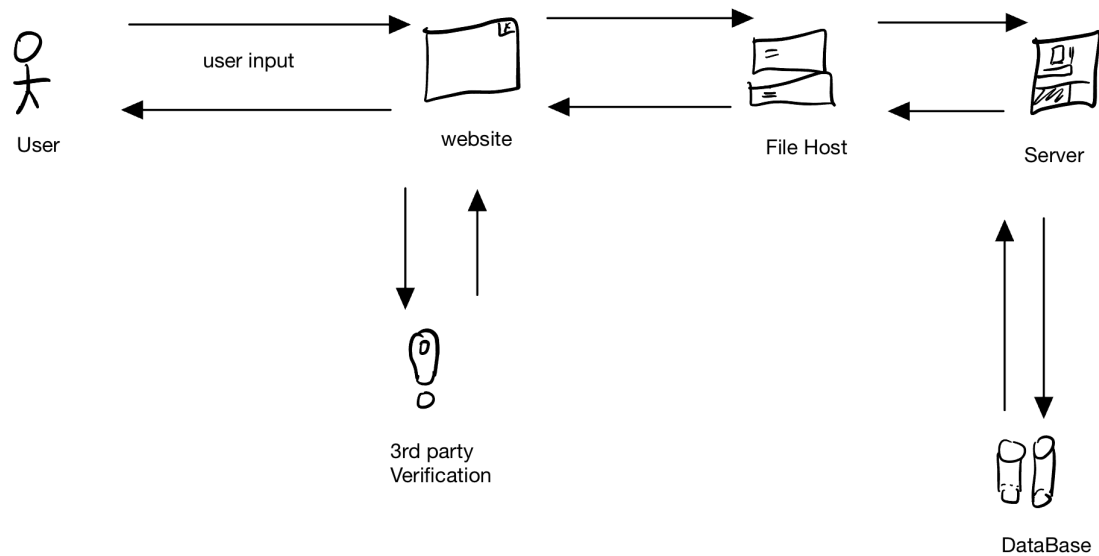 user input
User
website
File Host
Server
3rd party
Verification
DataBase